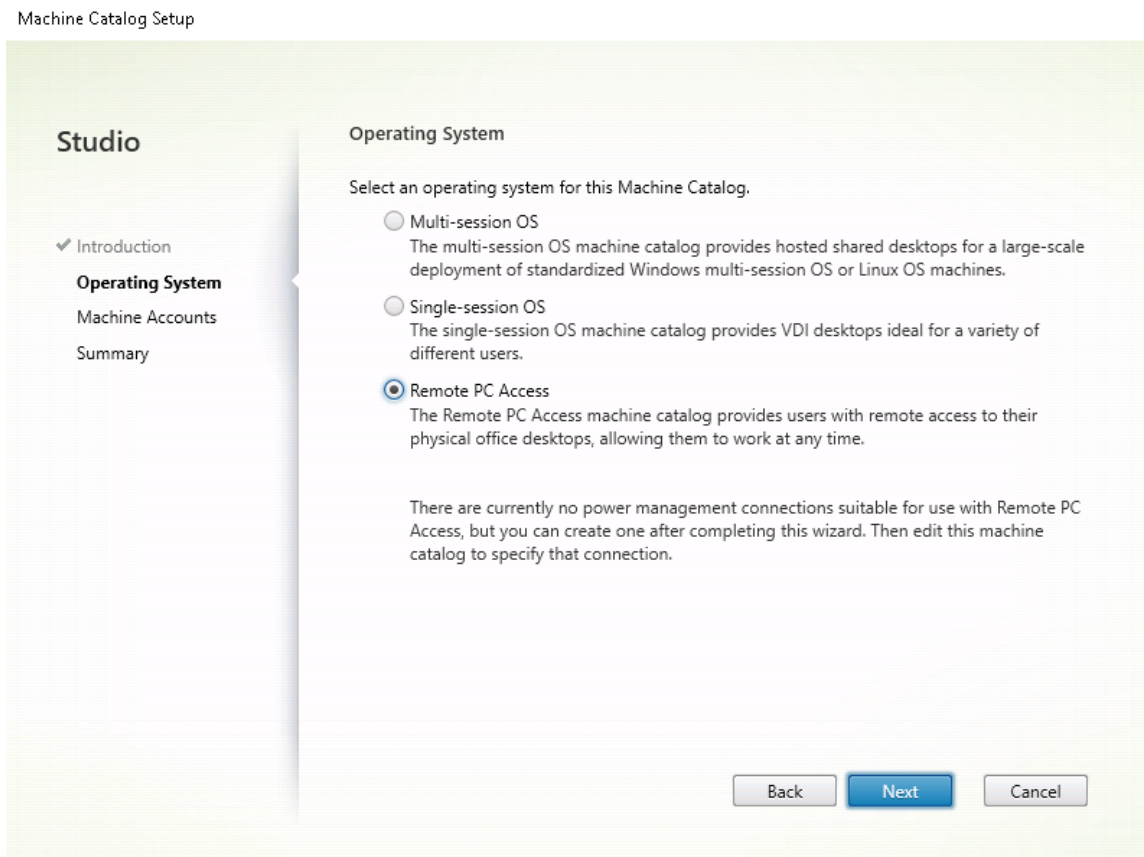 Machine Catalog Setup
Studio
Introduction
Operating System
Machine Accounts
Summary
Operating System
Select an operating system for this Machine Catalog.
Multi-session OS
The multi-session OS machine catalog provides hosted shared desktops for a large-scale
deployment of standardized Windows multi-session OS or Linux OS machines.
Single-session OS
The single-session OS machine catalog provides VDI desktops ideal for a variety of
different users.
Remote PC Access
The Remote PC Access machine catalog provides users with remote access to their
physical office desktops, allowing them to work at any time.
There are currently no power management connections suitable for use with Remote PC
Access, but you can create one after completing this wizard. Then edit this machine
catalog to specify that connection.
Back
Next
Cancel